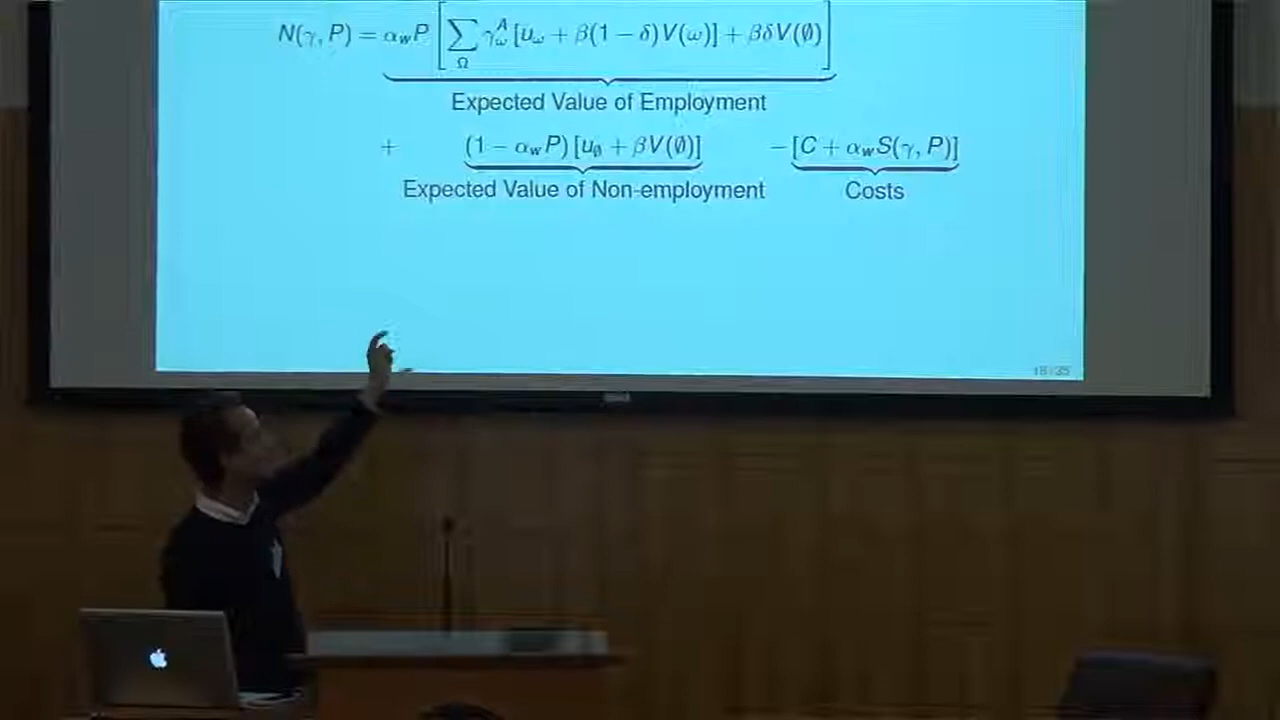 N(γ, P) = α_w P [ ∑_Ω γ_ω^A [u_ω + β(1 − δ)V(ω)] + βδV(∅) ]
Expected Value of Employment
+ (1 − α_w P) [u_∅ + βV(∅)] − [C + α_w S(γ, P)]
Expected Value of Non-employment Costs